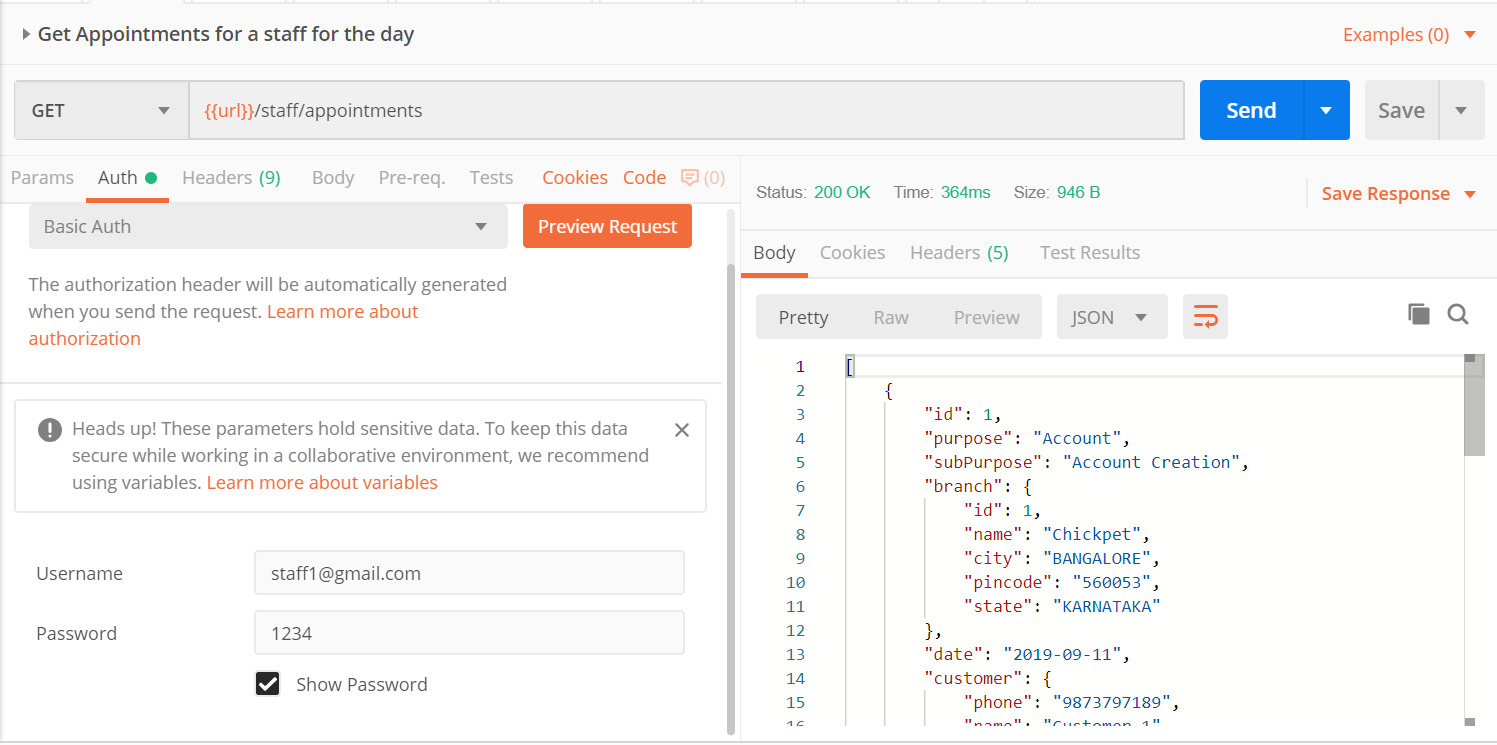 Get Appointments for a staff for the day
Examples (0)
GET
{{url}}/staff/appointments
Send
Save
Params Auth Headers (9) Body Pre-req. Tests Cookies Code (0)
Basic Auth
Preview Request
The authorization header will be automatically generated
when you send the request. Learn more about
authorization
Heads up! These parameters hold sensitive data. To keep this data
secure while working in a collaborative environment, we recommend
using variables. Learn more about variables
Username
staff1@gmail.com
Password
1234
Show Password
Status: 200 OK Time: 364ms Size: 946 B
Save Response
Body Cookies Headers (5) Test Results
Pretty Raw Preview JSON
1 [
2 {
3 "id": 1,
4 "purpose": "Account",
5 "subPurpose": "Account Creation",
6 "branch": {
7 "id": 1,
8 "name": "Chickpet",
9 "city": "BANGALORE",
10 "pincode": "560053",
11 "state": "KARNATAKA"
12 },
13 "date": "2019-09-11",
14 "customer": {
15 "phone": "9873797189",
16 "name": "Customer 1"